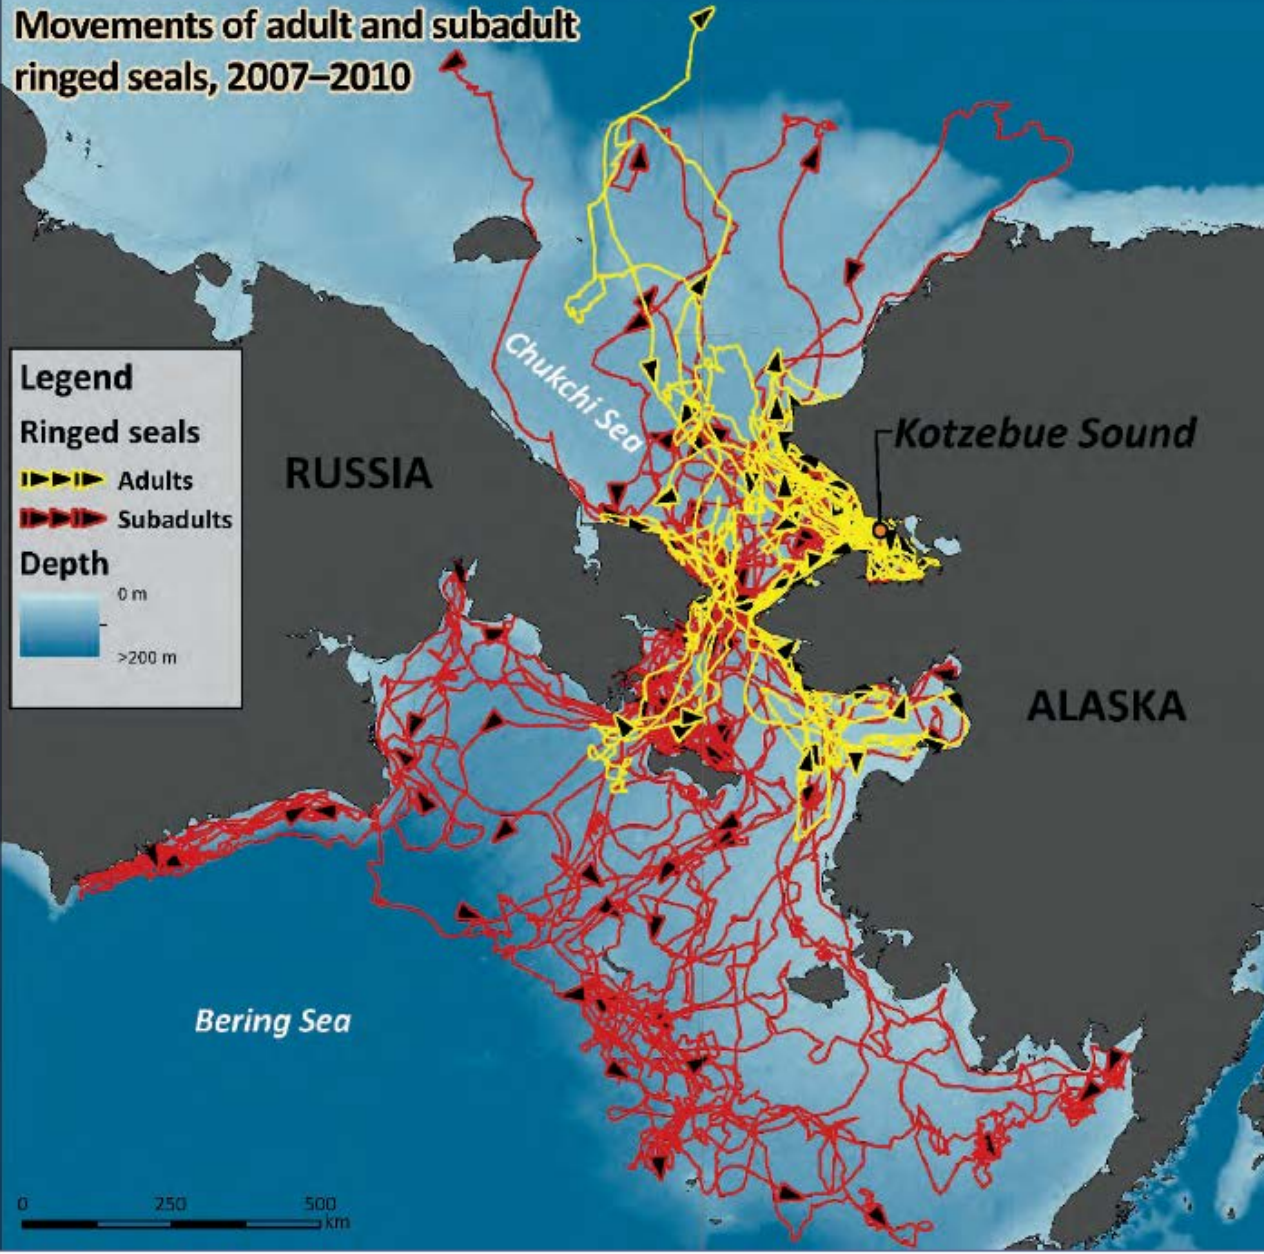 Movements of adult and subadult
ringed seals, 2007–2010
Chukchi Sea
Legend
Ringed seals
Adults
Subadults
Depth
0 m
>200 m
RUSSIA
Kotzebue Sound
ALASKA
Bering Sea
0 250 500
km